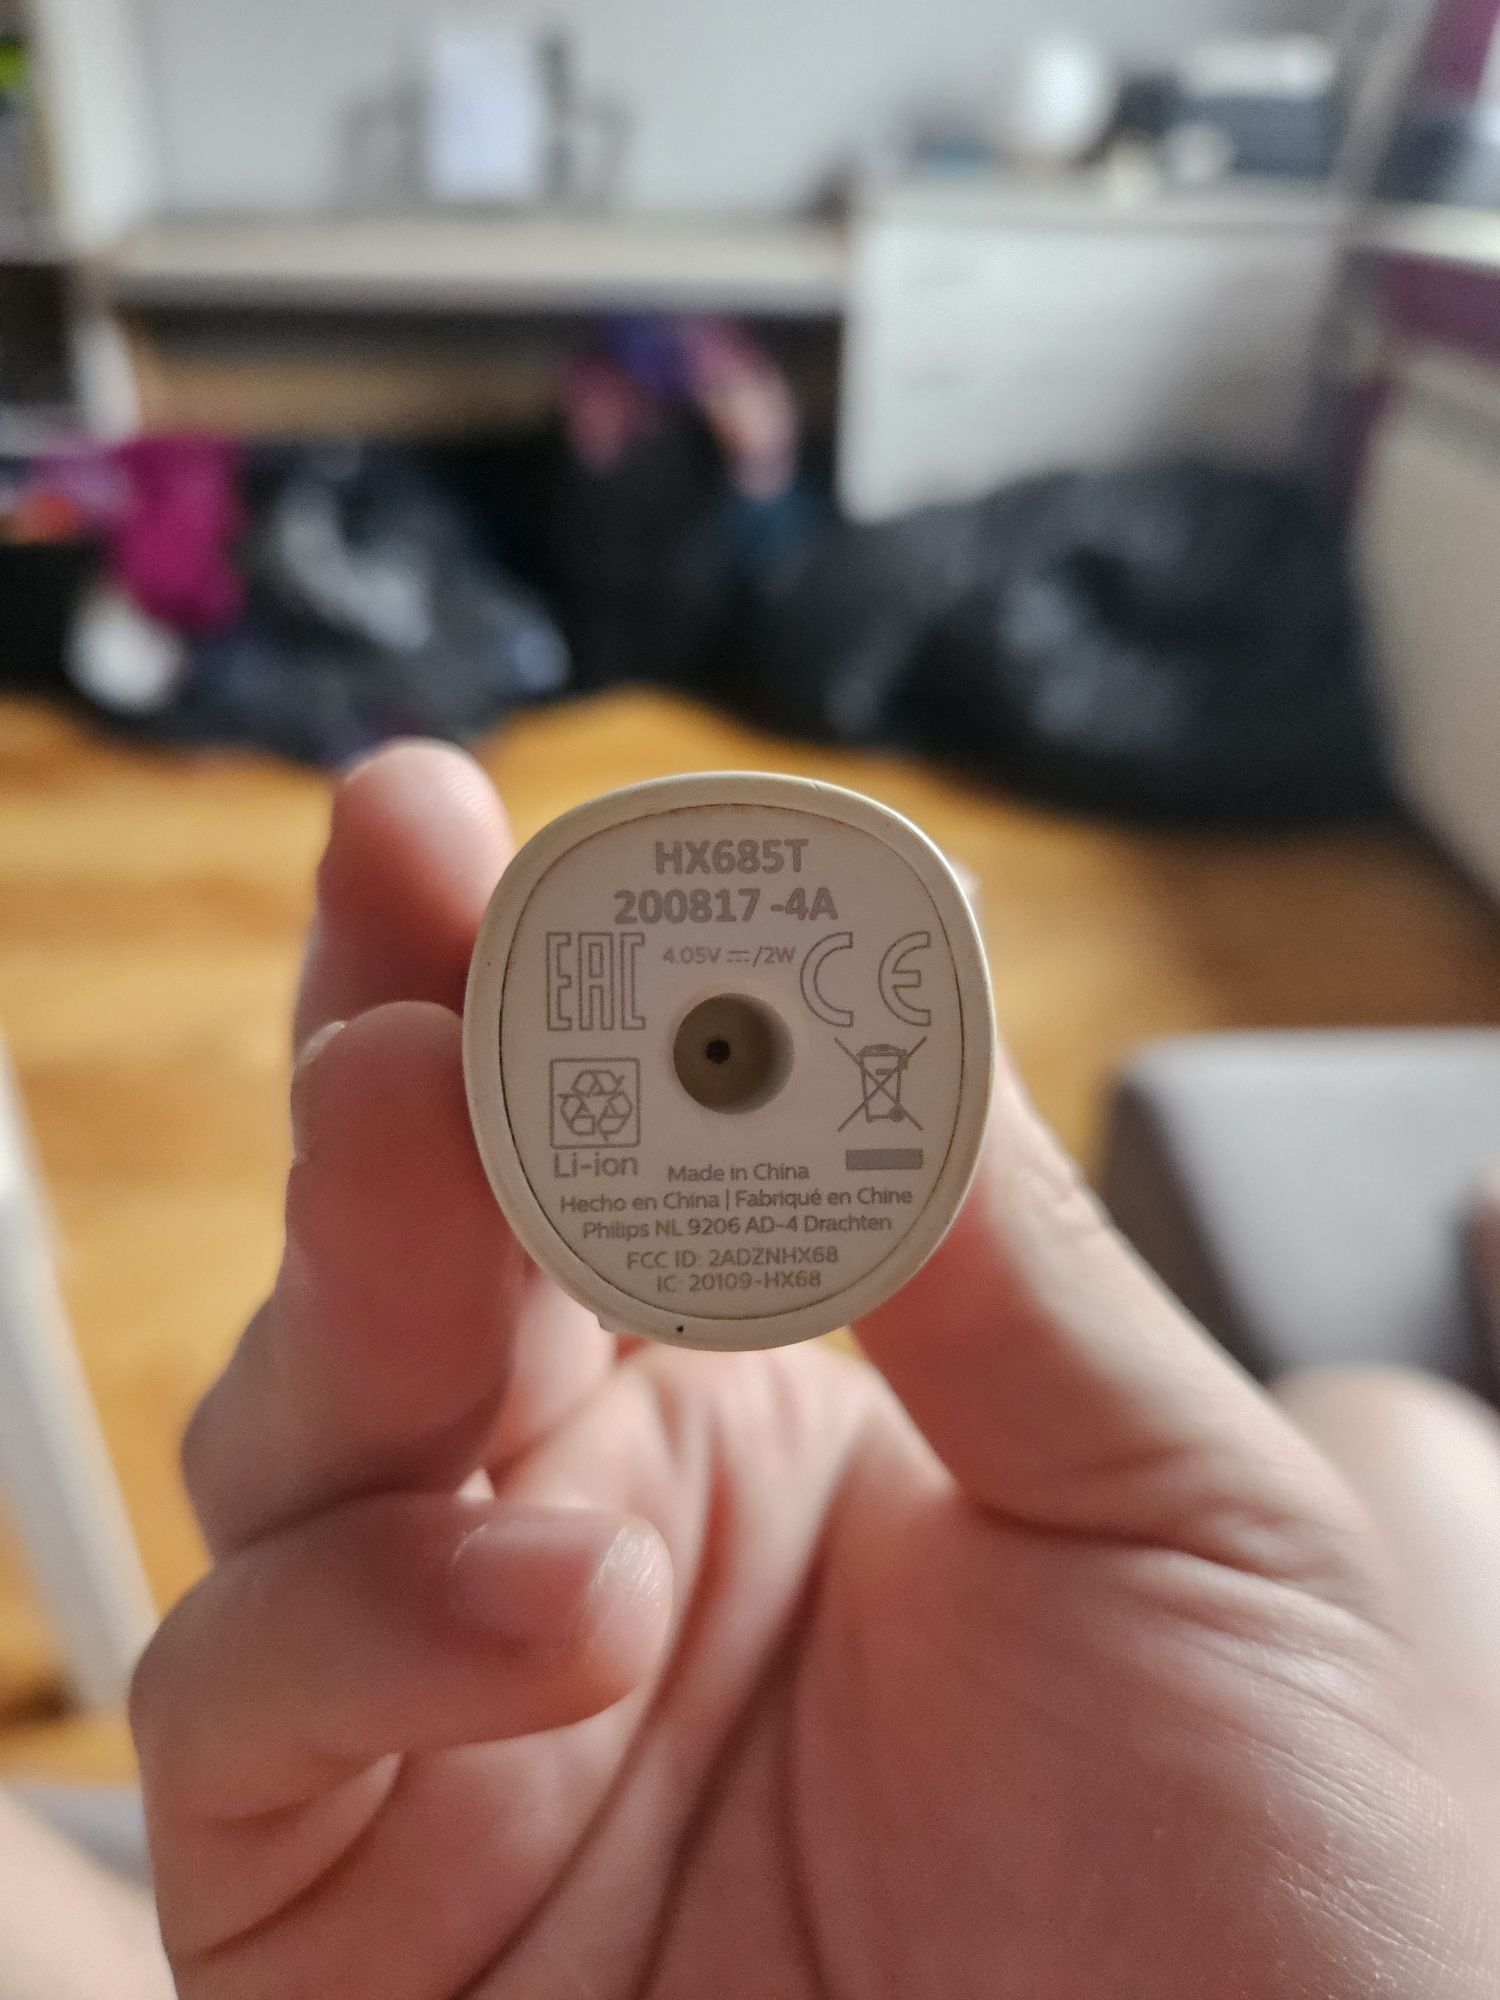 HX685T
200817 -4A
EAC 4.05V ⎓/2W CE
Li-ion
Made in China
Hecho en China | Fabriqué en Chine
Philips NL 9206 AD-4 Drachten
FCC ID: 2ADZNHX68
IC: 20109-HX68